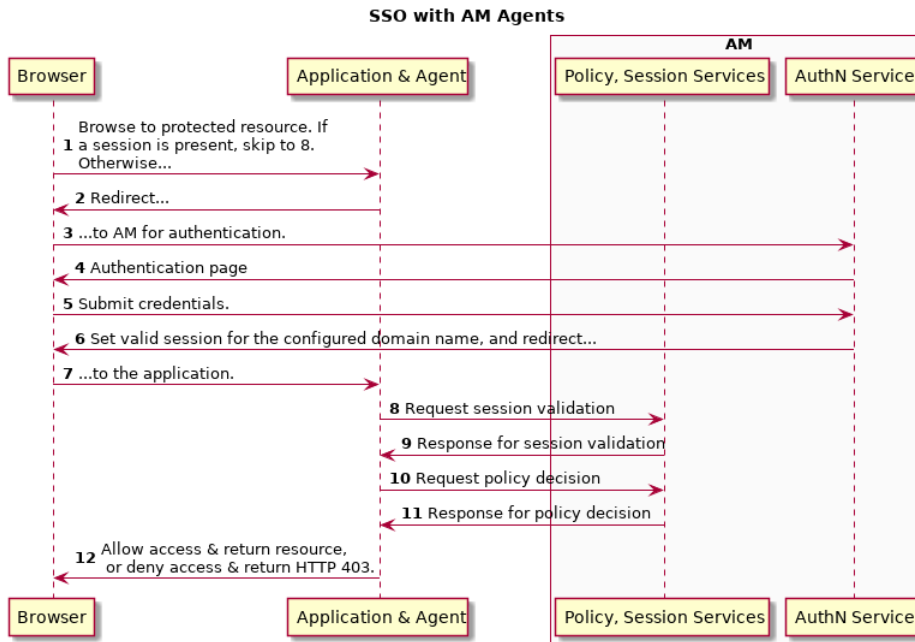 SSO with AM Agents
AM
Browser
Application & Agent
Policy, Session Services
AuthN Service
1 Browse to protected resource. If
a session is present, skip to 8.
Otherwise...
2 Redirect...
3 ...to AM for authentication.
4 Authentication page
5 Submit credentials.
6 Set valid session for the configured domain name, and redirect...
7 ...to the application.
8 Request session validation
9 Response for session validation
10 Request policy decision
11 Response for policy decision
12 Allow access & return resource,
or deny access & return HTTP 403.
Browser
Application & Agent
Policy, Session Services
AuthN Service